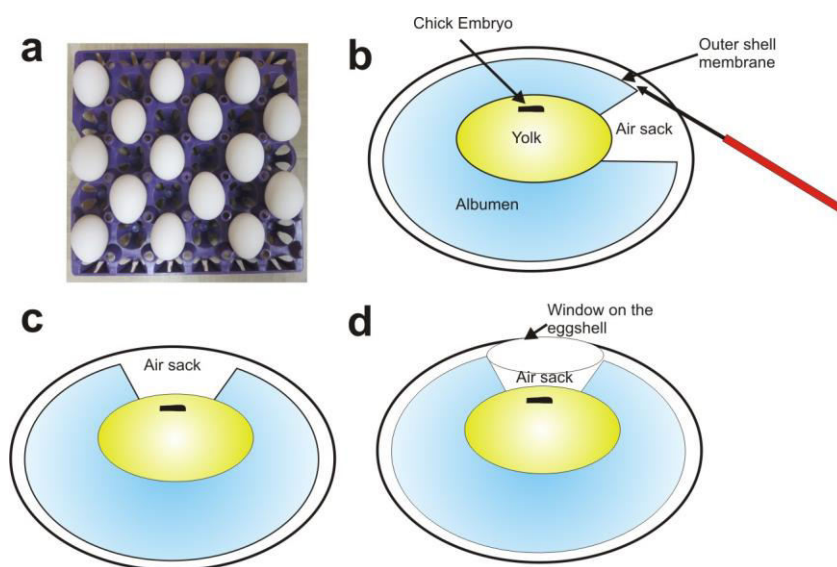 a
b
Chick Embryo
Outer shell
membrane
Air sack
Yolk
Albumen
c
Air sack
d
Window on the
eggshell
Air sack